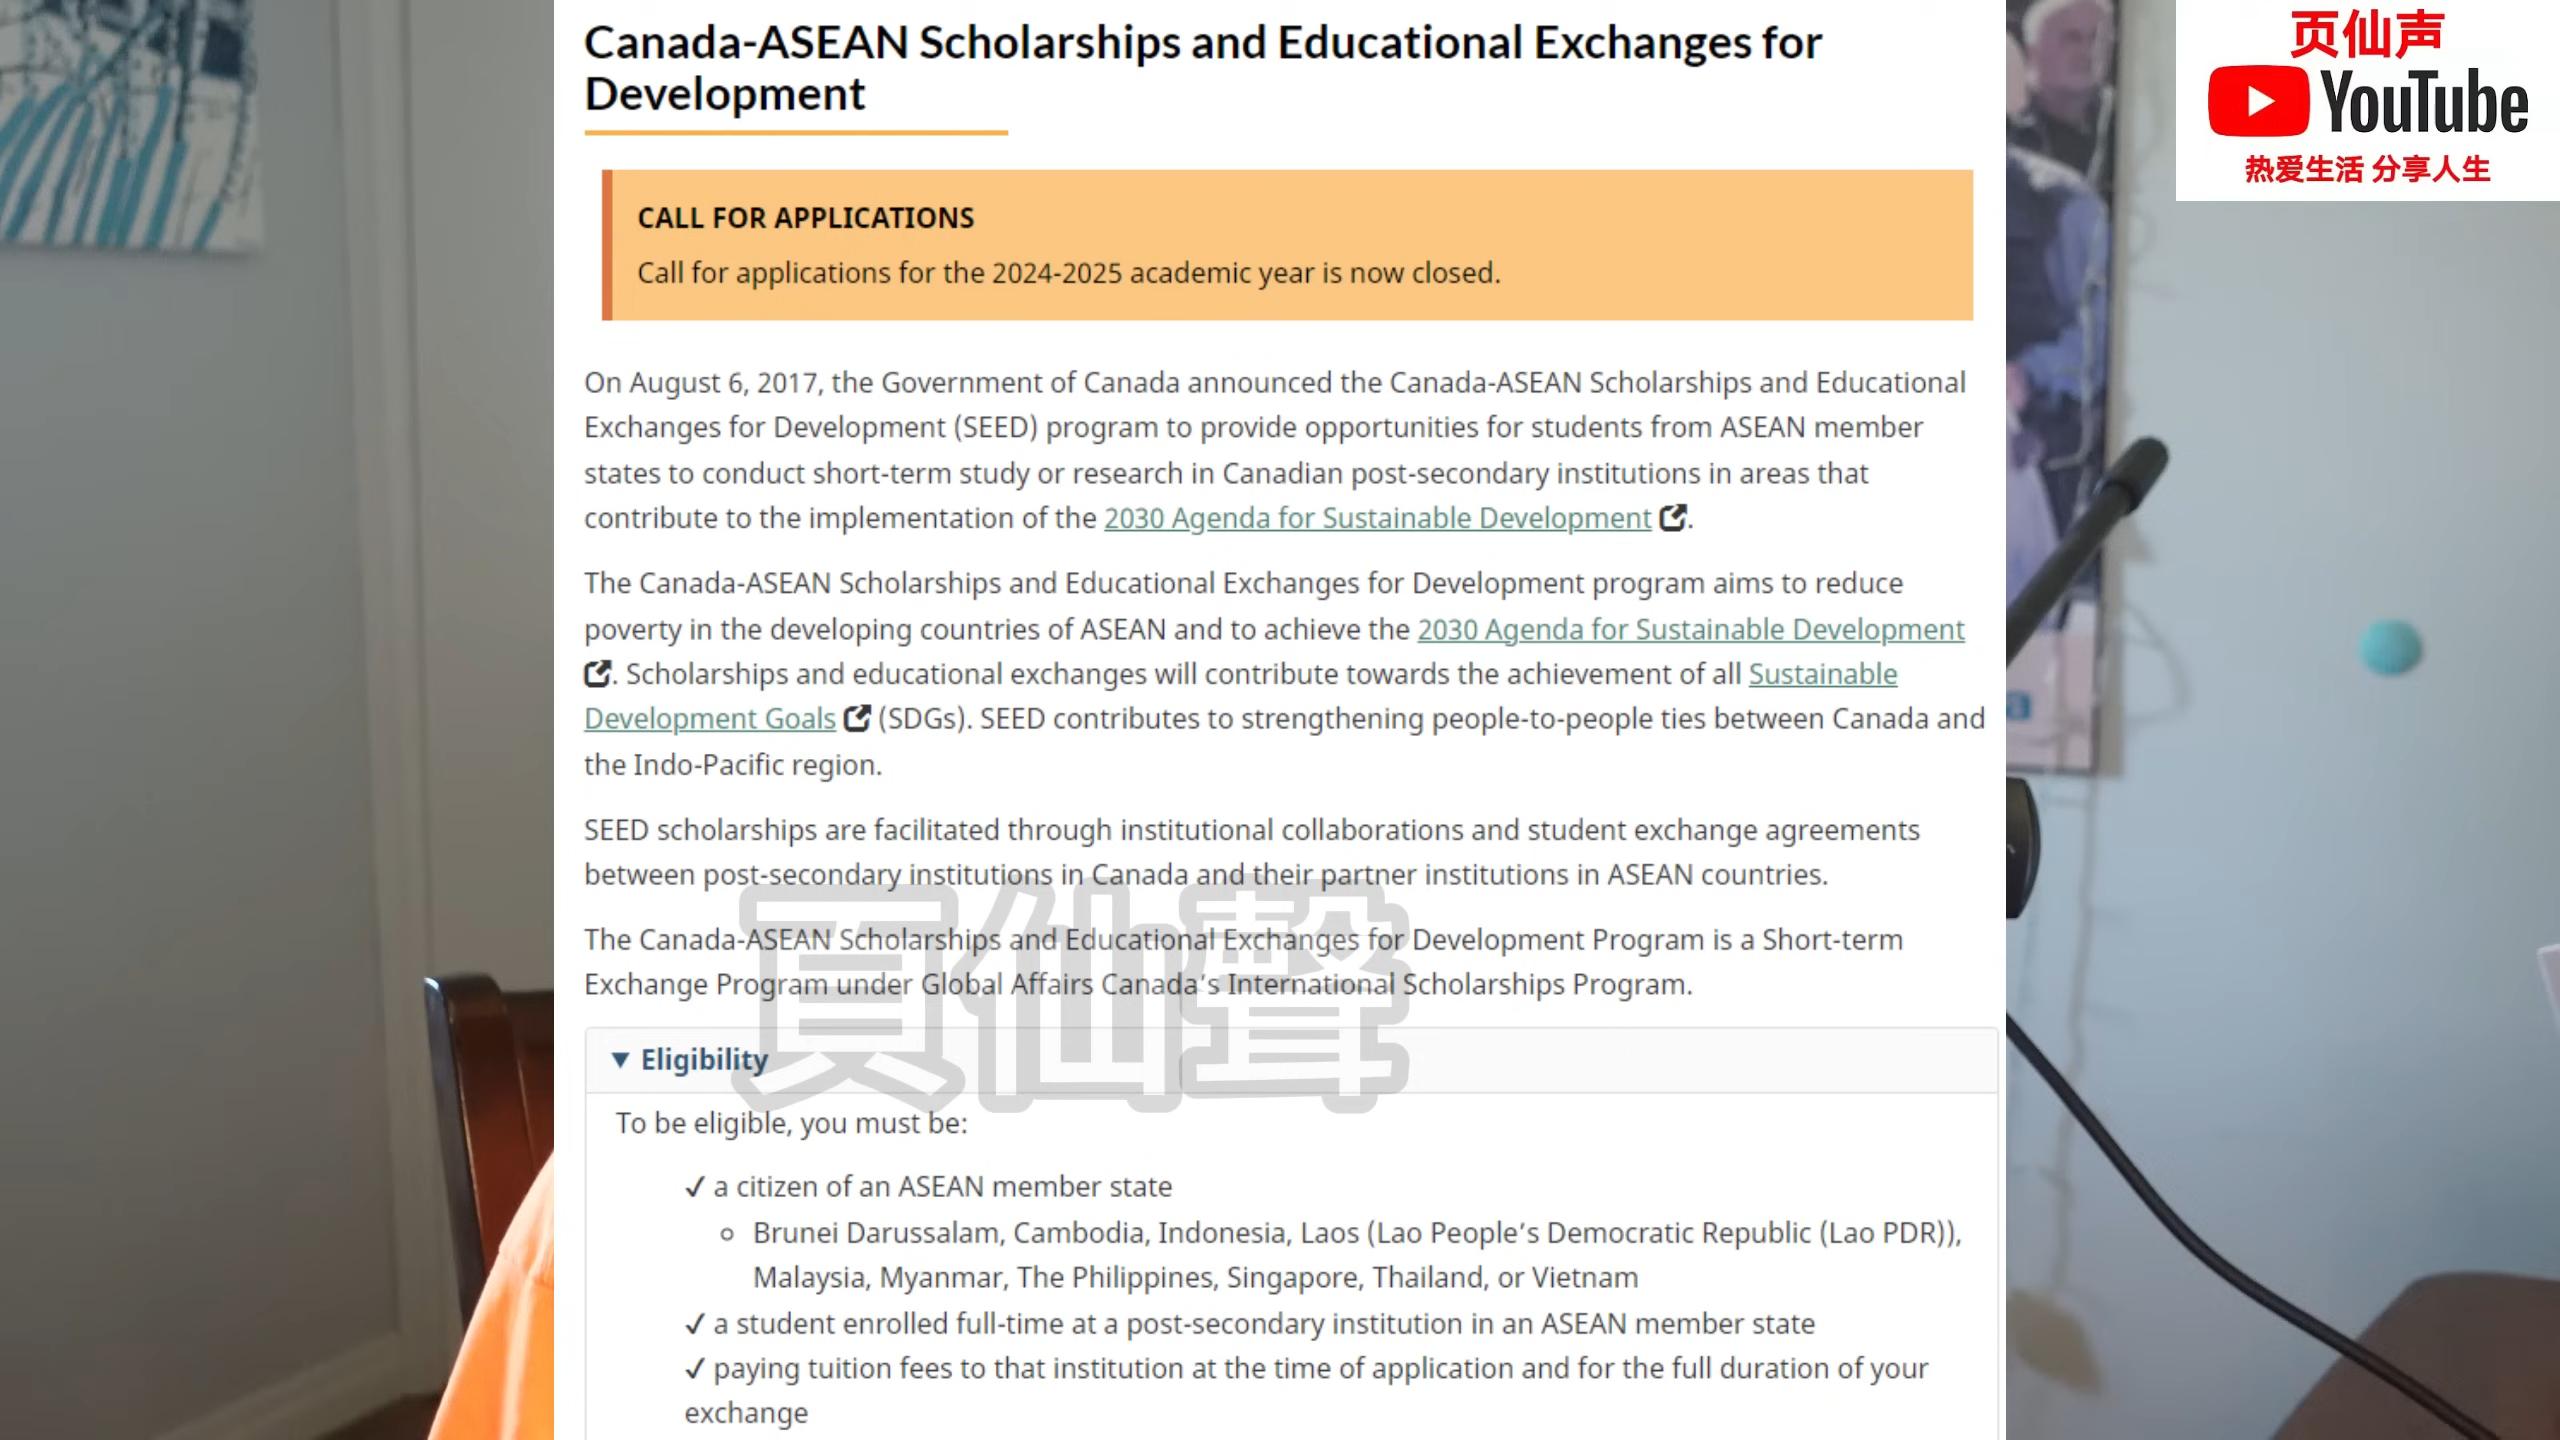 Canada-ASEAN Scholarships and Educational Exchanges for
Development
CALL FOR APPLICATIONS
Call for applications for the 2024-2025 academic year is now closed.
On August 6, 2017, the Government of Canada announced the Canada-ASEAN Scholarships and Educational
Exchanges for Development (SEED) program to provide opportunities for students from ASEAN member
states to conduct short-term study or research in Canadian post-secondary institutions in areas that
contribute to the implementation of the 2030 Agenda for Sustainable Development.
The Canada-ASEAN Scholarships and Educational Exchanges for Development program aims to reduce
poverty in the developing countries of ASEAN and to achieve the 2030 Agenda for Sustainable Development
. Scholarships and educational exchanges will contribute towards the achievement of all Sustainable
Development Goals (SDGs). SEED contributes to strengthening people-to-people ties between Canada and
the Indo-Pacific region.
SEED scholarships are facilitated through institutional collaborations and student exchange agreements
between post-secondary institutions in Canada and their partner institutions in ASEAN countries.
The Canada-ASEAN Scholarships and Educational Exchanges for Development Program is a Short-term
Exchange Program under Global Affairs Canada's International Scholarships Program.
▼ Eligibility
To be eligible, you must be:
✓ a citizen of an ASEAN member state
○ Brunei Darussalam, Cambodia, Indonesia, Laos (Lao People's Democratic Republic (Lao PDR)),
Malaysia, Myanmar, The Philippines, Singapore, Thailand, or Vietnam
✓ a student enrolled full-time at a post-secondary institution in an ASEAN member state
✓ paying tuition fees to that institution at the time of application and for the full duration of your
exchange
頁仙聲
页仙声
YouTube
热爱生活 分享人生
a